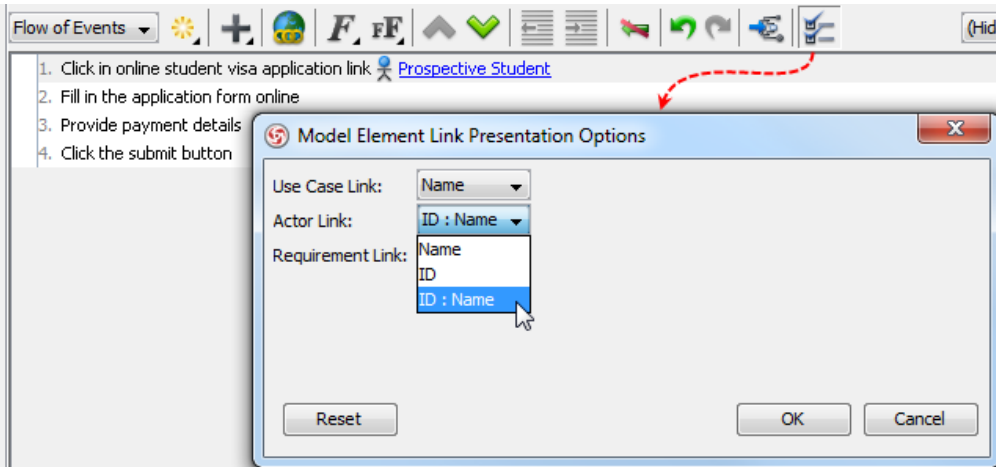 Flow of Events
(Hid
1. Click in online student visa application link Prospective Student
2. Fill in the application form online
3. Provide payment details
4. Click the submit button
Model Element Link Presentation Options
Use Case Link: Name
Actor Link: ID : Name
Requirement Link:
Name
ID
ID : Name
Reset
OK
Cancel